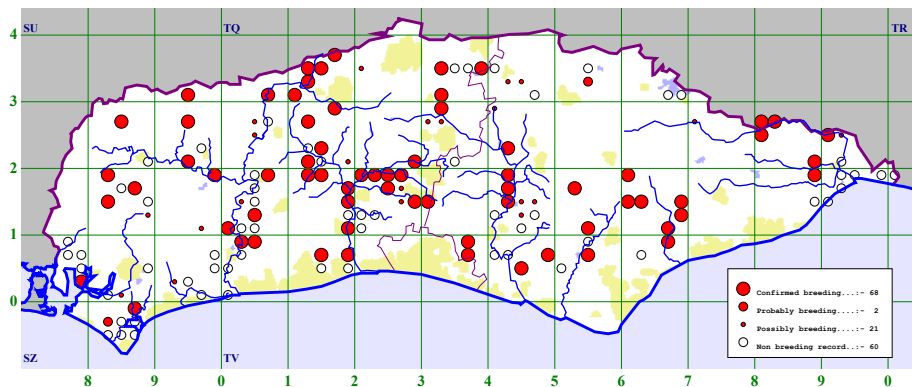 SU TQ TR
4
3
2
1
0
Confirmed breeding...:- 68
Probably breeding....:- 2
Possibly breeding....:- 21
Non breeding record..:- 60
SZ TV
8 9 0 1 2 3 4 5 6 7 8 9 0